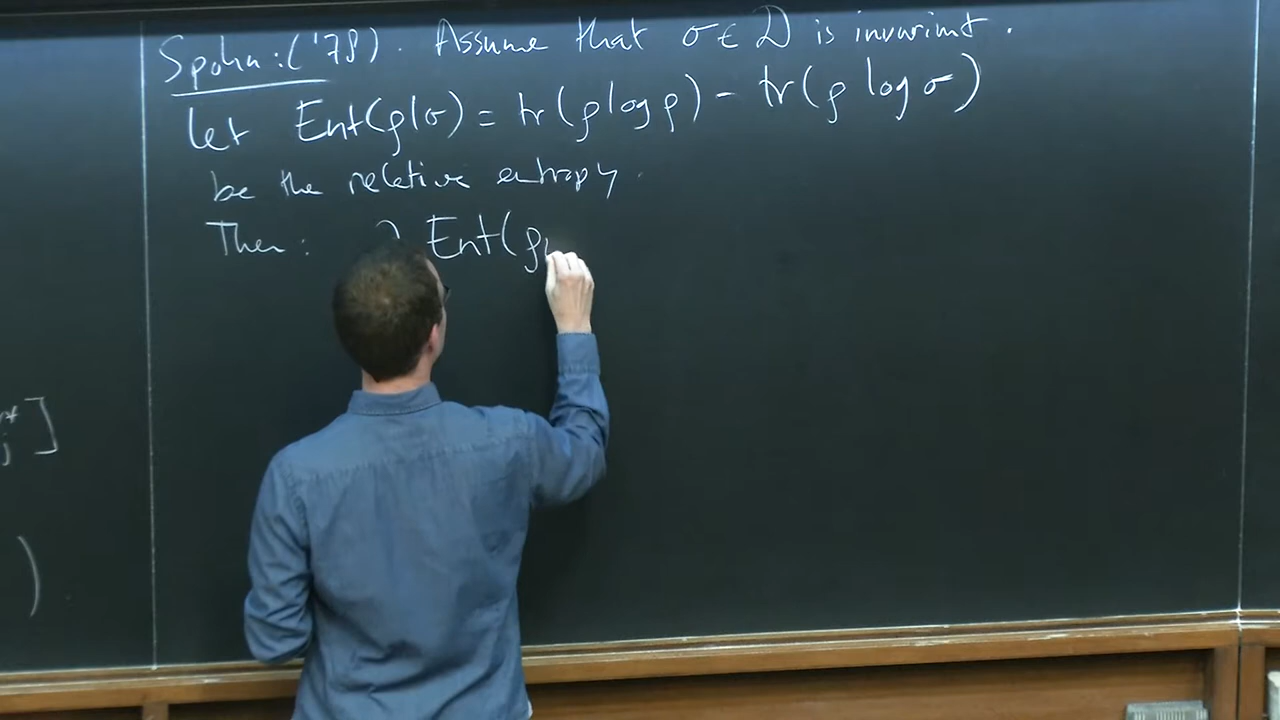 Spohn: ('78). Assume that σ ∈ D is invariant.
Let Ent(ρ|σ) = tr(ρ log ρ) - tr(ρ log σ)
be the relative entropy.
Then: ∂ Ent(ρ
* ]
j
)